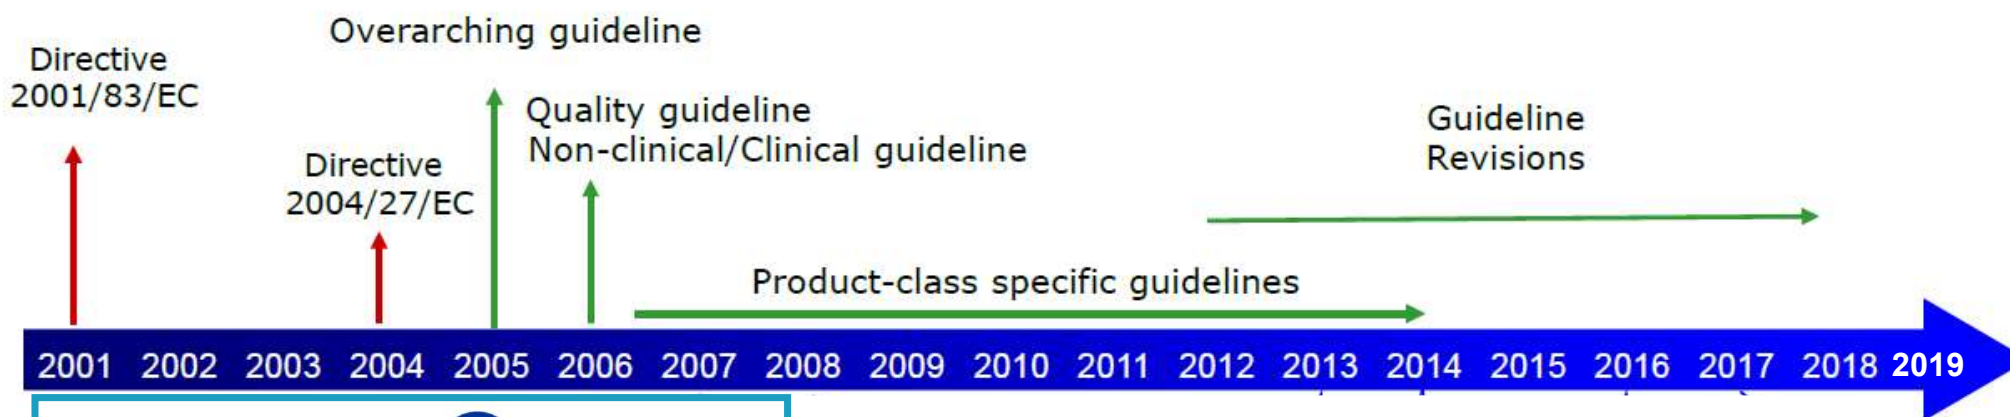 Overarching guideline
Directive
2001/83/EC
Quality guideline
Non-clinical/Clinical guideline
Guideline
Revisions
Directive
2004/27/EC
Product-class specific guidelines
2001 2002 2003 2004 2005 2006 2007 2008 2009 2010 2011 2012 2013 2014 2015 2016 2017 2018 2019